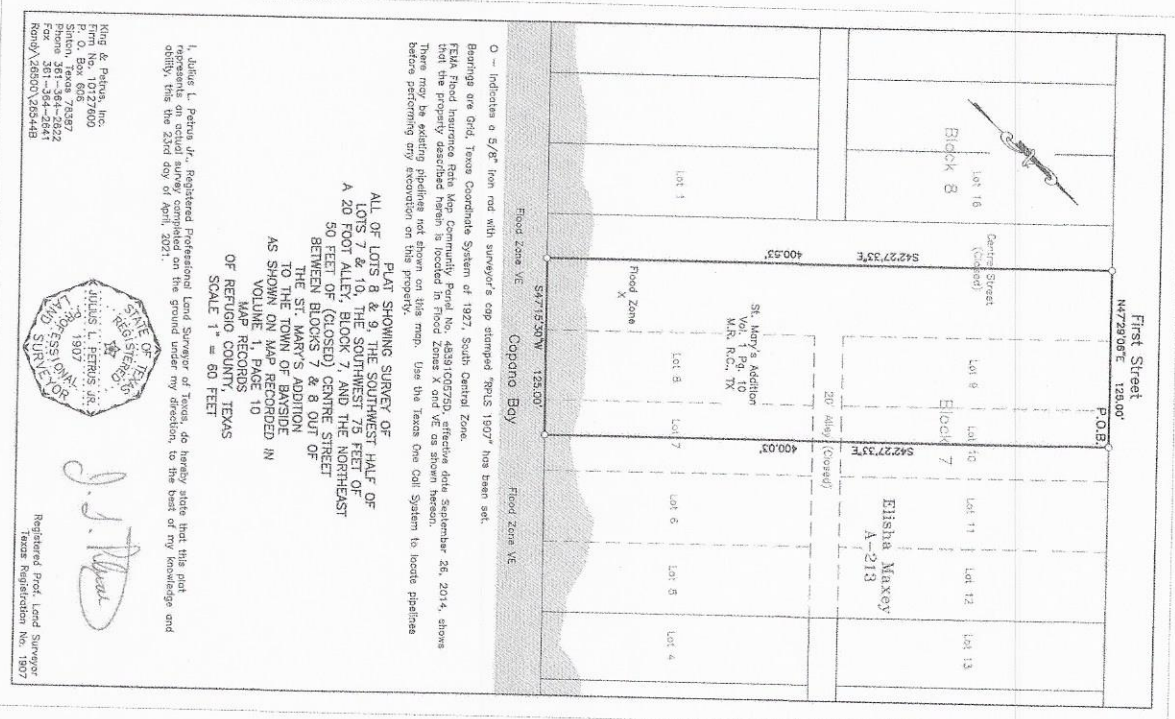 First Street
N47°29'06"E 125.00'
P.O.B.
Centre Street
(Closed)
Lot 16
Block 8
Lot 9
Lot 10
Lot 11
Lot 12
Lot 13
Block 7
Elisha Maxey
A-213
S42°27'33"E
400.53'
S42°27'33"E
400.03'
20' Alley (Closed)
St. Mary's Addition
Vol. 1 Pg. 10
M.R. R.C., TX
Lot 1
Lot 8
Lot 7
Lot 6
Lot 5
Lot 4
Flood Zone
X
S47°15'30"W 125.00'
Flood Zone VE
Copano Bay
Flood Zone VE
O - Indicates a 5/8" iron rod with surveyor's cap stamped "RPLS 1907" has been set.
Bearings are Grid, Texas Coordinate System of 1927, South Central Zone.
FEMA Flood Insurance Rate Map Community Panel No. 48391C0575D, effective date September 26, 2014, shows
that the property described herein is located in Flood Zones X and VE as shown hereon.
There may be existing pipelines not shown on this map. Use the Texas One Call System to locate pipelines
before performing any excavation on this property.
PLAT SHOWING SURVEY OF
ALL OF LOTS 8 & 9, THE SOUTHWEST HALF OF
LOTS 7 & 10, THE SOUTHWEST 75 FEET OF
A 20 FOOT ALLEY, BLOCK 7, AND THE NORTHEAST
50 FEET OF (CLOSED) CENTRE STREET
BETWEEN BLOCKS 7 & 8 OUT OF
THE ST. MARY'S ADDITION
TO THE TOWN OF BAYSIDE
AS SHOWN ON MAP RECORDED IN
VOLUME 1, PAGE 10
MAP RECORDS
OF REFUGIO COUNTY, TEXAS
SCALE 1" = 60 FEET
I, Julius L. Petrus Jr., Registered Professional Land Surveyor of Texas, do hereby state that this plat
represents an actual survey completed on the ground under my direction, to the best of my knowledge and
ability, this the 23rd day of April, 2021.
STATE OF TEXAS
REGISTERED
JULIUS L. PETRUS JR.
1907
PROFESSIONAL
LAND SURVEYOR
King & Petrus, Inc.
Firm No. 10127600
P. O. Box 606
Sinton, Texas 78387
Phone 361-364-2622
Fax 361-364-2641
Randy\26500\26544B
Registered Prof. Land Surveyor
Texas Registration No. 1907